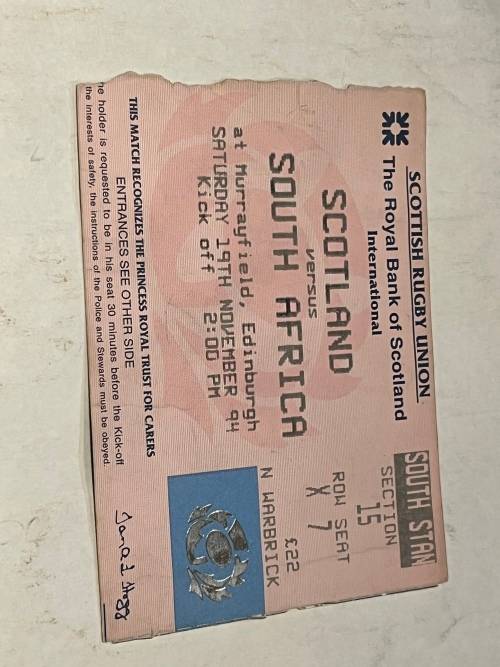 SCOTTISH RUGBY UNION
The Royal Bank of Scotland
International
SCOTLAND
versus
SOUTH AFRICA
at Murrayfield, Edinburgh
SATURDAY 19TH NOVEMBER 94
Kick off 2:00 PM
THIS MATCH RECOGNIZES THE PRINCESS ROYAL TRUST FOR CARERS
ENTRANCES SEE OTHER SIDE
he holder is requested to be in his seat 30 minutes before the Kick-off
the interests of safety, the instructions of the Police and Stewards must be obeyed.
SOUTH STAN
SECTION
15
ROW SEAT
X 7
£22
N WARBRICK